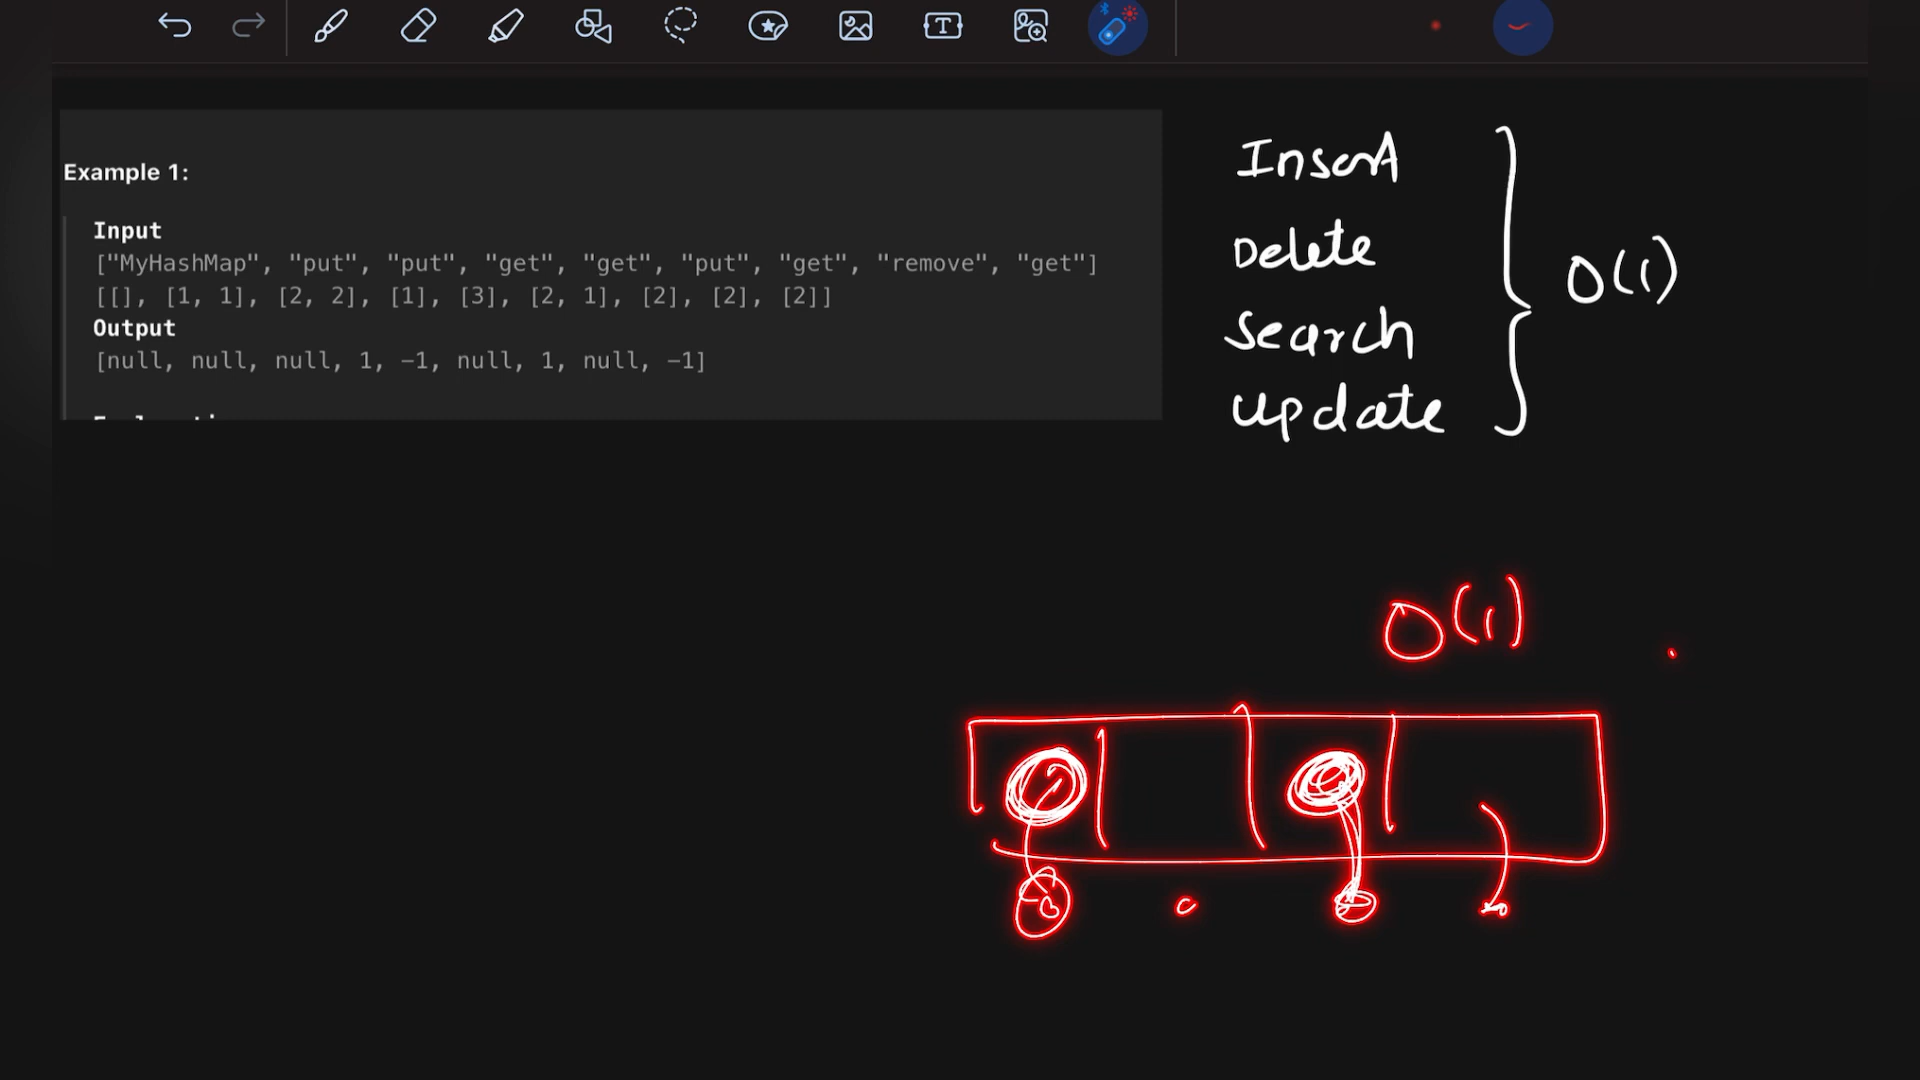 Example 1:
Input
["MyHashMap", "put", "put", "get", "get", "put", "get", "remove", "get"]
[[], [1, 1], [2, 2], [1], [3], [2, 1], [2], [2], [2]]
Output
[null, null, null, 1, −1, null, 1, null, −1]
Insert
Delete
Search
Update
O(1)
O(1)